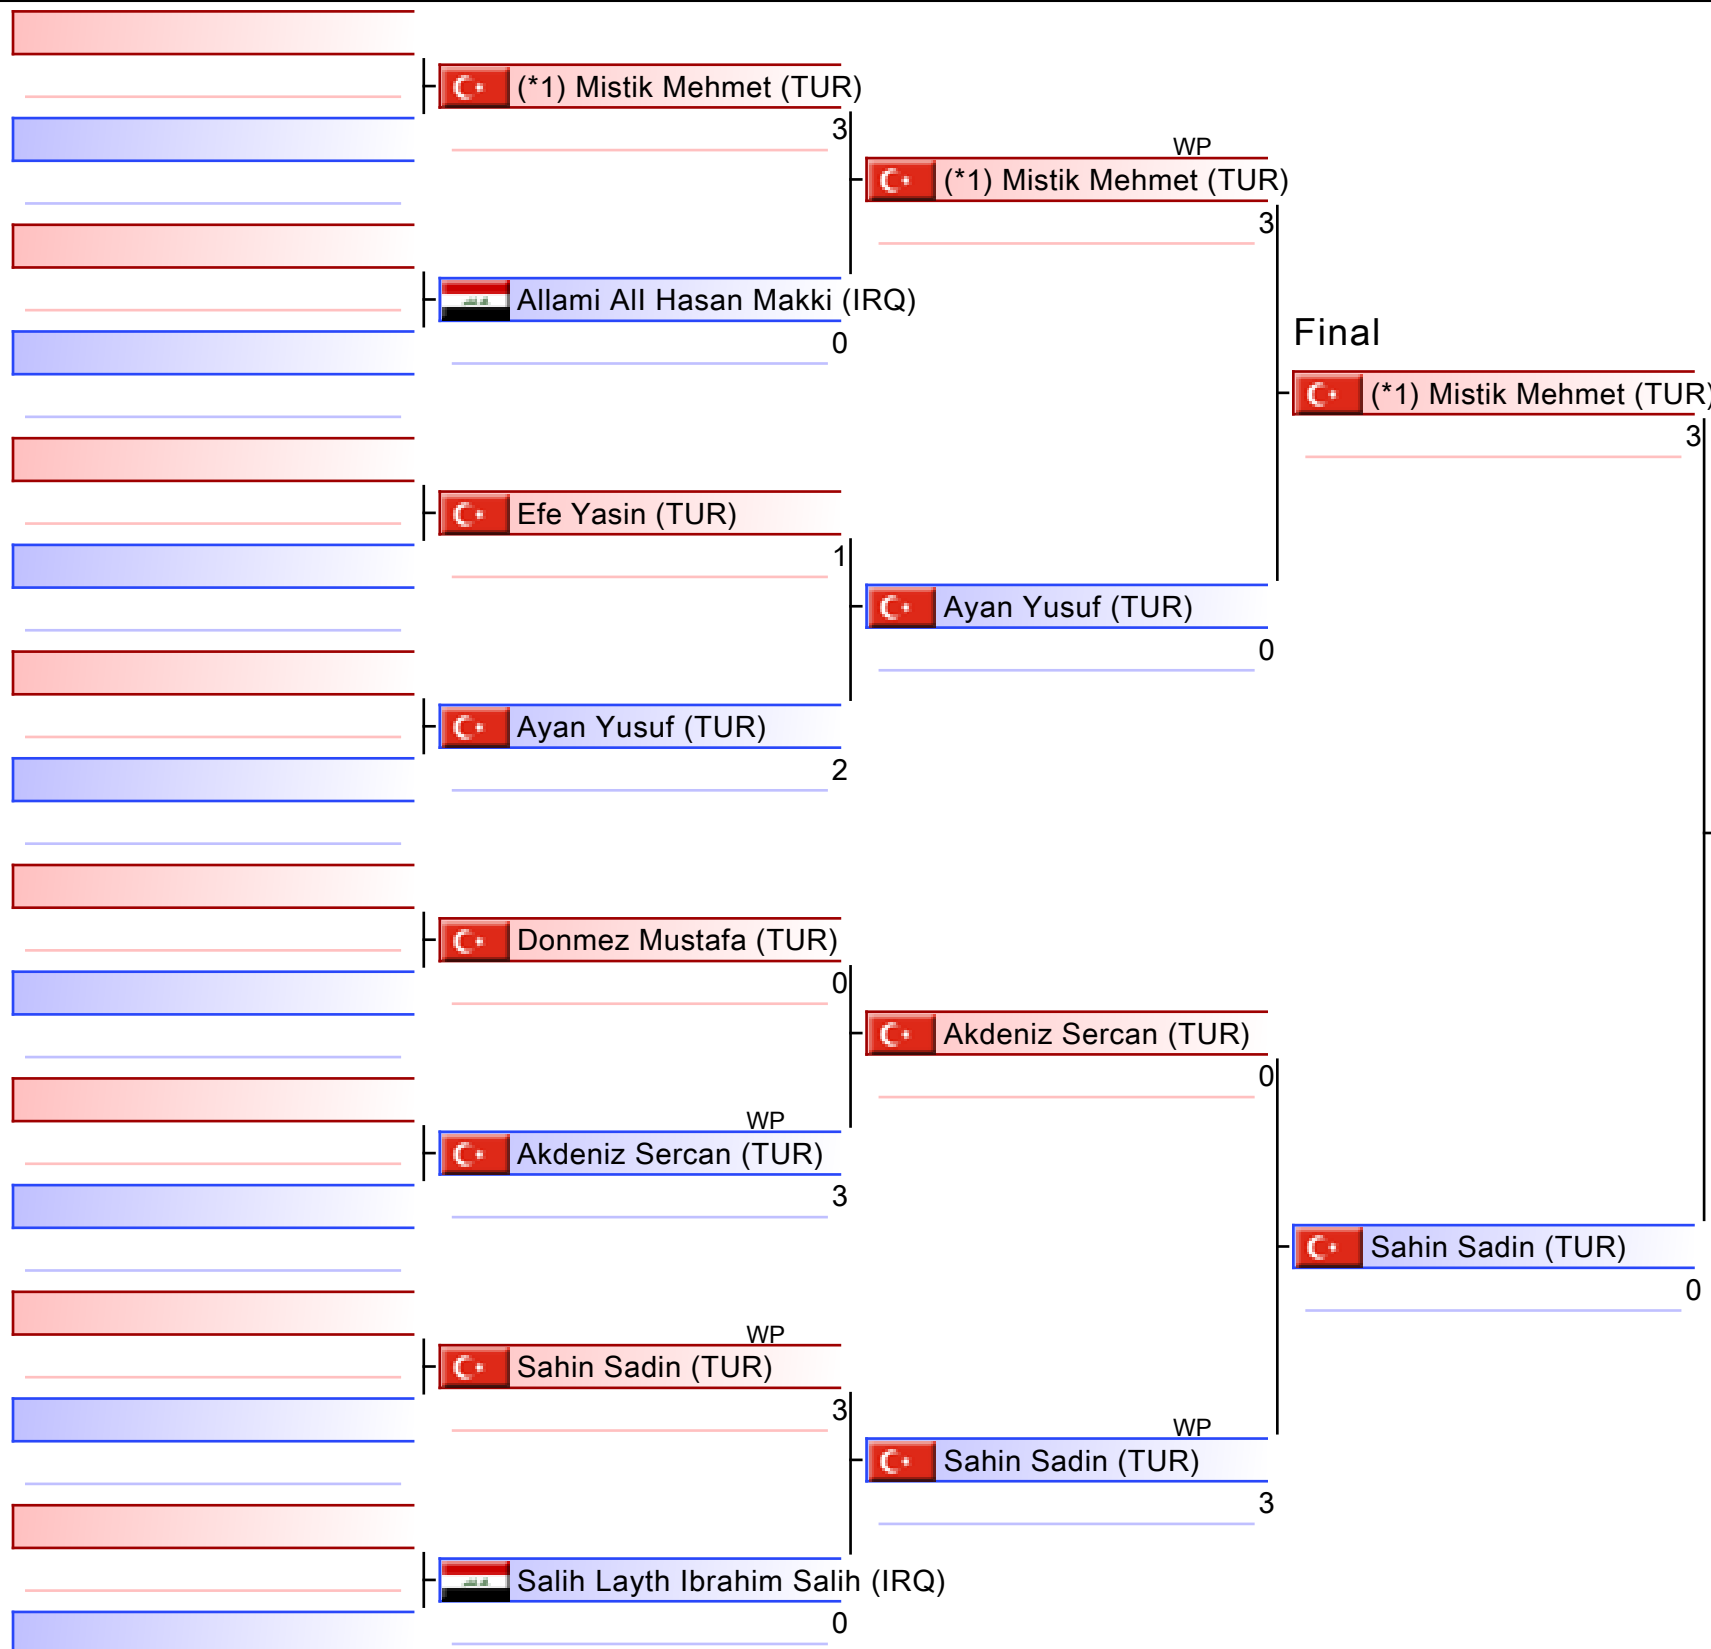 (*1) Mistik Mehmet (TUR)
3
Allami All Hasan Makki (IRQ)
0
Efe Yasin (TUR)
1
Ayan Yusuf (TUR)
2
Donmez Mustafa (TUR)
0
WP
Akdeniz Sercan (TUR)
3
WP
Sahin Sadin (TUR)
3
Salih Layth Ibrahim Salih (IRQ)
0
WP
(*1) Mistik Mehmet (TUR)
3
Ayan Yusuf (TUR)
0
Akdeniz Sercan (TUR)
0
WP
Sahin Sadin (TUR)
3
Final
(*1) Mistik Mehmet (TUR)
3
Sahin Sadin (TUR)
0